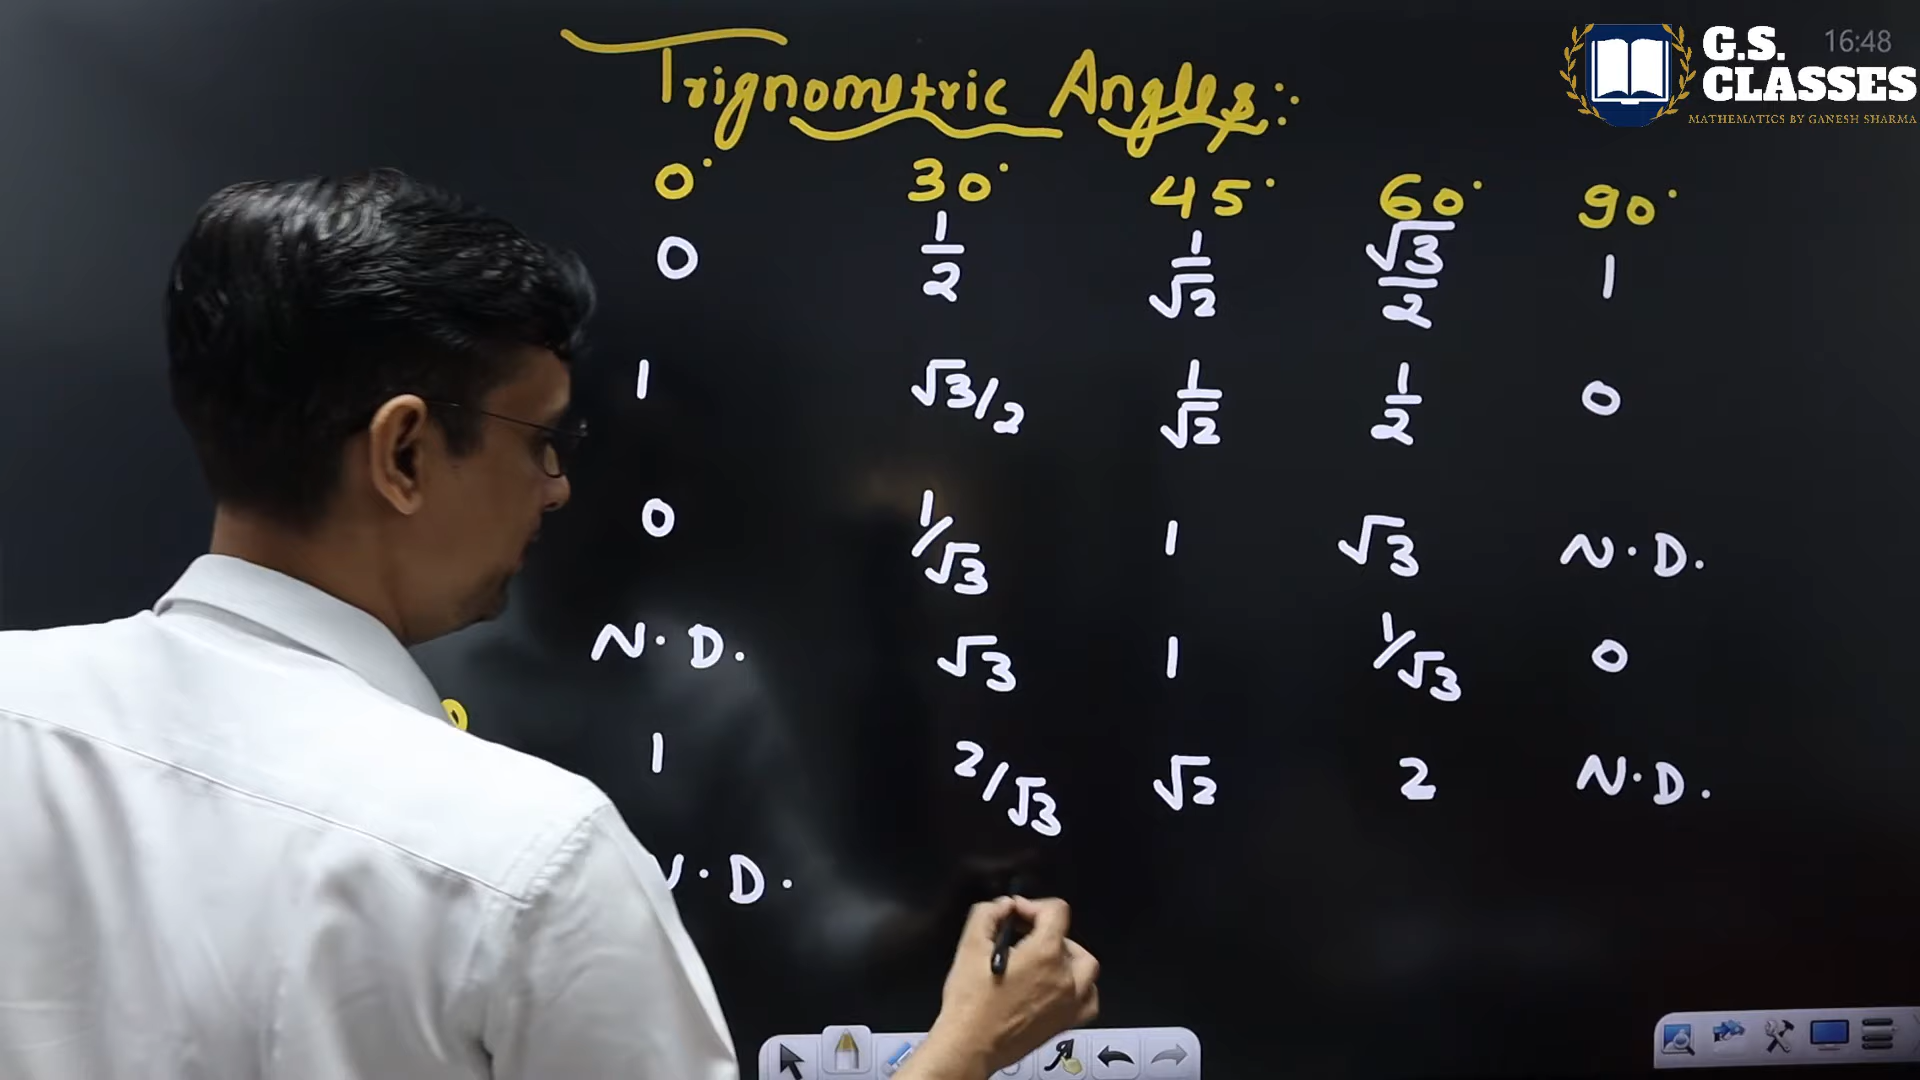 G.S. 16:48
CLASSES
MATHEMATICS BY GANESH SHARMA
Trignometric Angles:
0° 30° 45° 60° 90°
0 1/2 1/√2 √3/2 1
1 √3/2 1/√2 1/2 0
0 1/√3 1 √3 N.D.
N.D. √3 1 1/√3 0
1 2/√3 √2 2 N.D.
N.D.